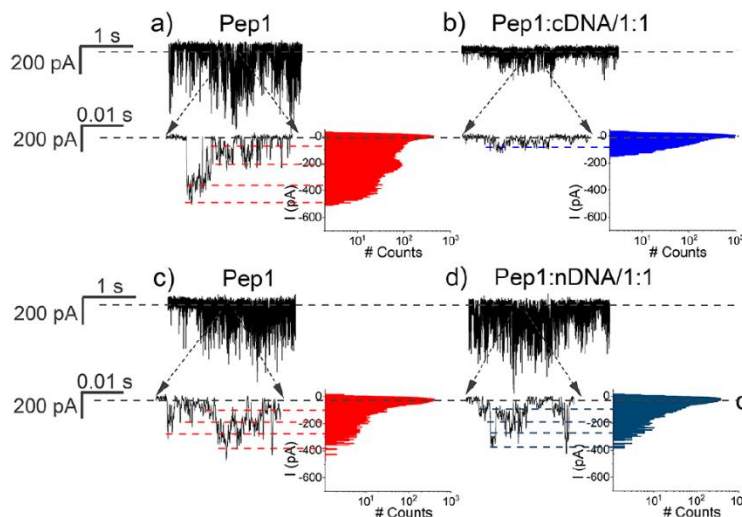 a) Pep1
b) Pep1:cDNA/1:1
1 s
200 pA
0.01 s
200 pA
0
-200
-400
-600
I (pA)
10¹ 10² 10³
# Counts
0
-200
-400
-600
I (pA)
10¹ 10² 10³
# Counts
c) Pep1
d) Pep1:nDNA/1:1
1 s
200 pA
0.01 s
200 pA
0
-200
-400
-600
I (pA)
10¹ 10² 10³
# Counts
0
-200
-400
-600
I (pA)
10¹ 10² 10³
# Counts